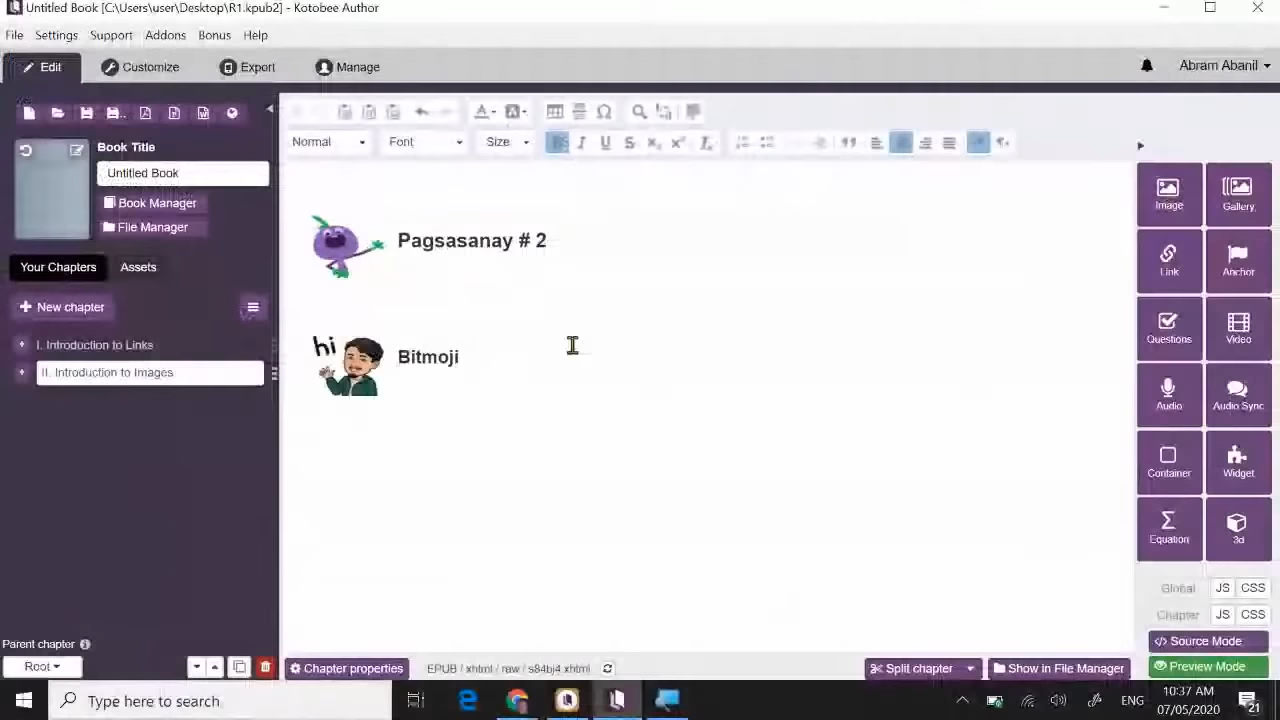 Untitled Book [C:\Users\user\Desktop\R1.kpub2] - Kotobee Author
File Settings Support Addons Bonus Help
Edit Customize Export Manage
Abram Abanil
Book Title
Untitled Book
Book Manager
File Manager
Your Chapters Assets
New chapter
I. Introduction to Links
II. Introduction to Images
Parent chapter
Root
Normal Font Size
Pagsasanay # 2
hi
Bitmoji
Image Gallery
Link Anchor
Questions Video
Audio Audio Sync
Container Widget
Equation 3d
Global JS CSS
Chapter JS CSS
</> Source Mode
Preview Mode
Chapter properties EPUB / xhtml / raw / s84bj4.xhtml Split chapter Show in File Manager
Type here to search
ENG
10:37 AM
07/05/2020
21